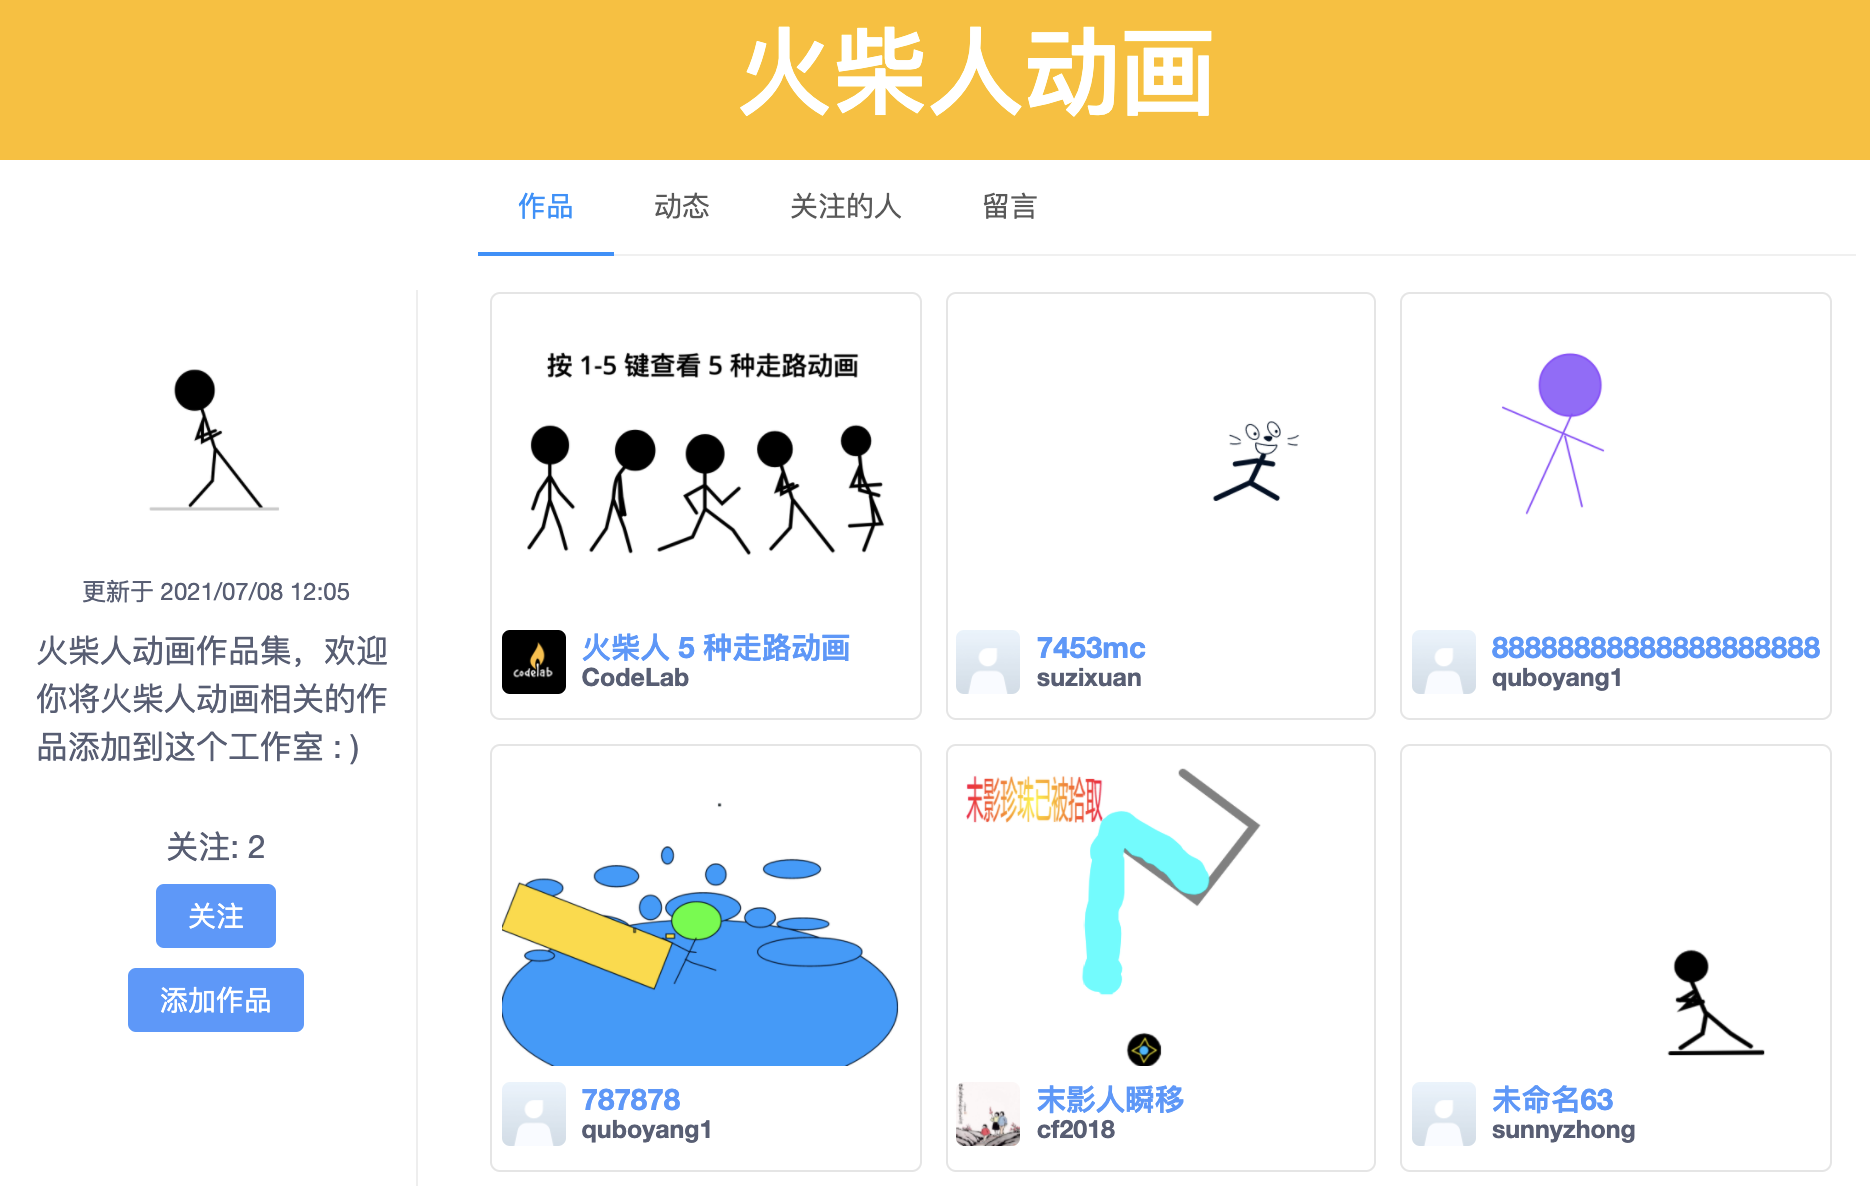 火柴人动画
作品
动态
关注的人
留言
更新于 2021/07/08 12:05
火柴人动画作品集，欢迎
你将火柴人动画相关的作
品添加到这个工作室 : )
关注: 2
关注
添加作品
按 1-5 键查看 5 种走路动画
codelab
火柴人 5 种走路动画
CodeLab
7453mc
suzixuan
88888888888888888888
quboyang1
787878
quboyang1
末影珍珠已被拾取
末影人瞬移
cf2018
未命名63
sunnyzhong